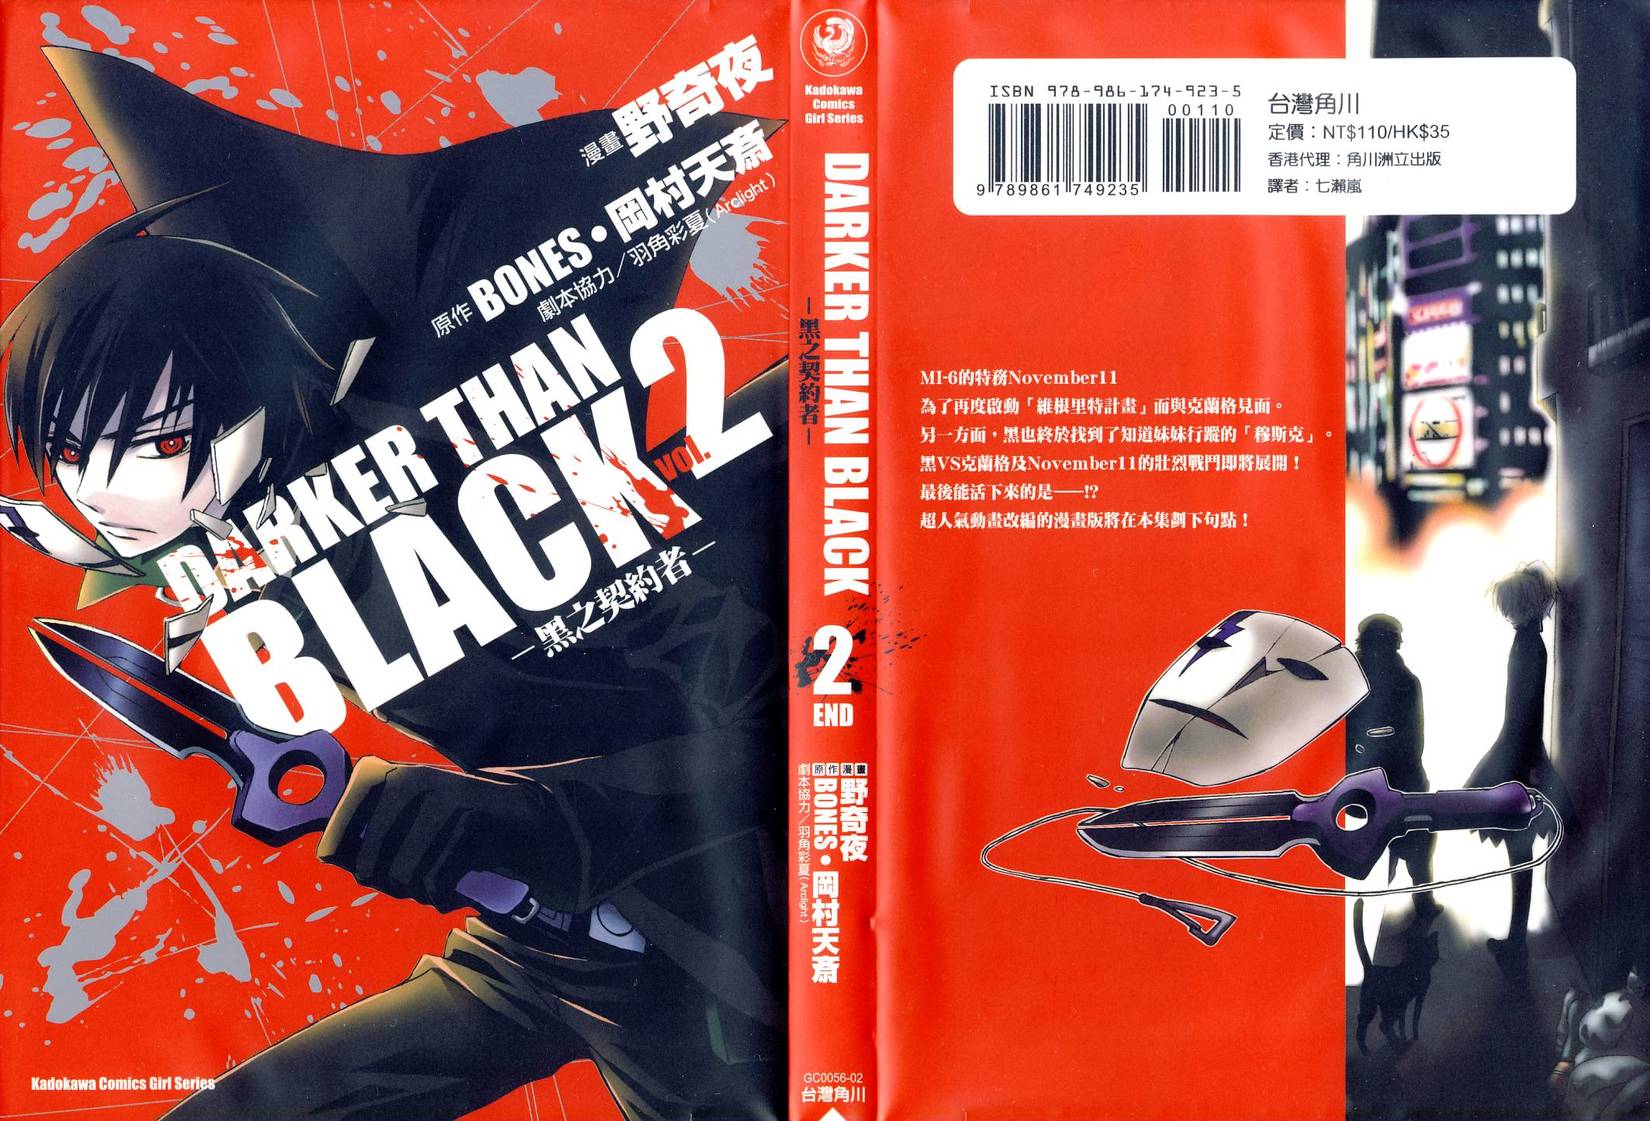 漫畫 野奇夜
原作 BONES・岡村天斎
劇本協力／羽角彩夏(Arclight)
DARKER THAN
BLACK
VOL. 2
—黑之契約者—
Kadokawa Comics Girl Series
Kadokawa
Comics
Girl Series
DARKER THAN BLACK
—黑之契約者—
2
END
漫畫 野奇夜
原作 BONES・岡村天斎
劇本協力／羽角彩夏(Arclight)
GC0056-02
台灣角川
ISBN 978-986-174-923-5
00110
9 789861 749235
台灣角川
定價：NT$110/HK$35
香港代理：角川洲立出版
譯者：七瀨嵐
MI-6的特務November11
為了再度啟動「維根里特計畫」而與克蘭格見面。
另一方面，黑也終於找到了知道妹妹行蹤的「穆斯克」。
黑VS克蘭格及November11的壯烈戰鬥即將展開！
最後能活下來的是——!?
超人氣動畫改編的漫畫版將在本集劃下句點！